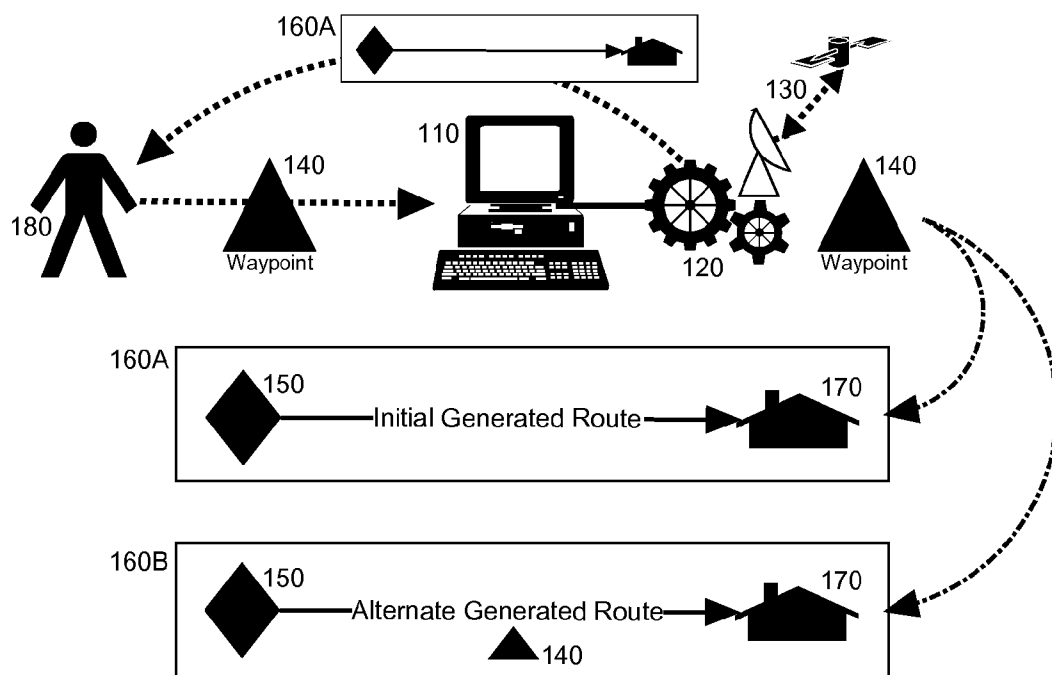 160A
130
110
140
140
180
Waypoint
120
Waypoint
160A
150
170
Initial Generated Route
160B
150
170
Alternate Generated Route
140